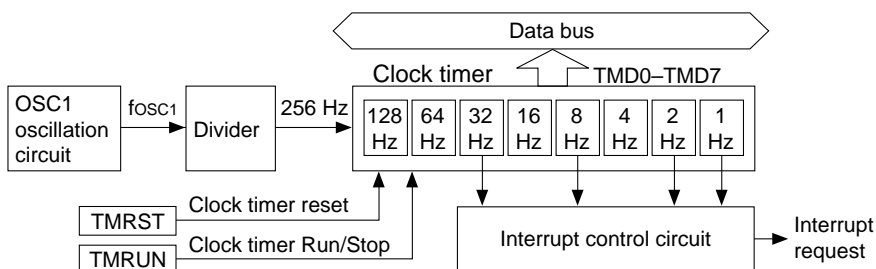 Data bus
Clock timer
TMD0–TMD7
OSC1
oscillation
circuit
fOSC1
Divider
256 Hz
128
Hz
64
Hz
32
Hz
16
Hz
8
Hz
4
Hz
2
Hz
1
Hz
TMRST
Clock timer reset
TMRUN
Clock timer Run/Stop
Interrupt control circuit
Interrupt
request